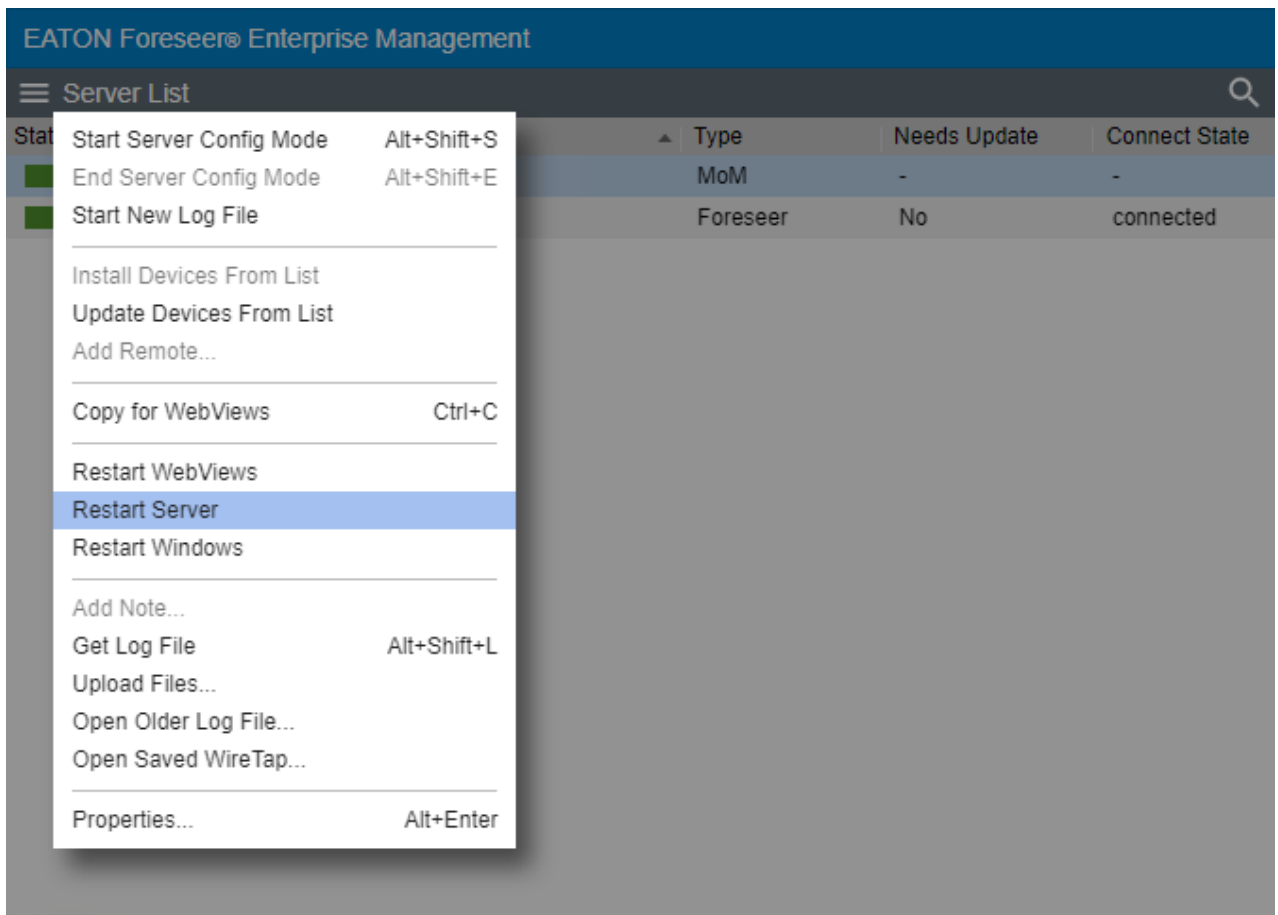 EATON Foreseer® Enterprise Management
Server List
Stat Type Needs Update Connect State
MoM - -
Foreseer No connected
Start Server Config Mode Alt+Shift+S
End Server Config Mode Alt+Shift+E
Start New Log File
Install Devices From List
Update Devices From List
Add Remote...
Copy for WebViews Ctrl+C
Restart WebViews
Restart Server
Restart Windows
Add Note...
Get Log File Alt+Shift+L
Upload Files...
Open Older Log File...
Open Saved WireTap...
Properties... Alt+Enter